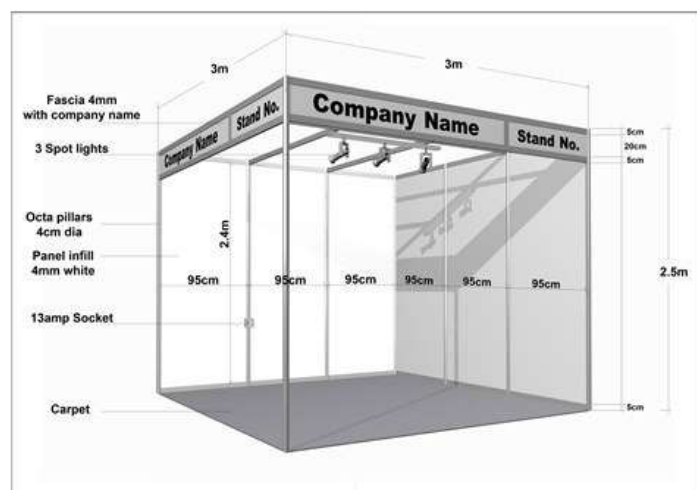 3m
3m
Fascia 4mm
with company name
Company Name
Stand No.
Company Name
Stand No.
5cm
20cm
5cm
3 Spot lights
Octa pillars
4cm dia
2.4m
Panel infill
4mm white
95cm
95cm
95cm
95cm
95cm
95cm
2.5m
13amp Socket
Carpet
5cm